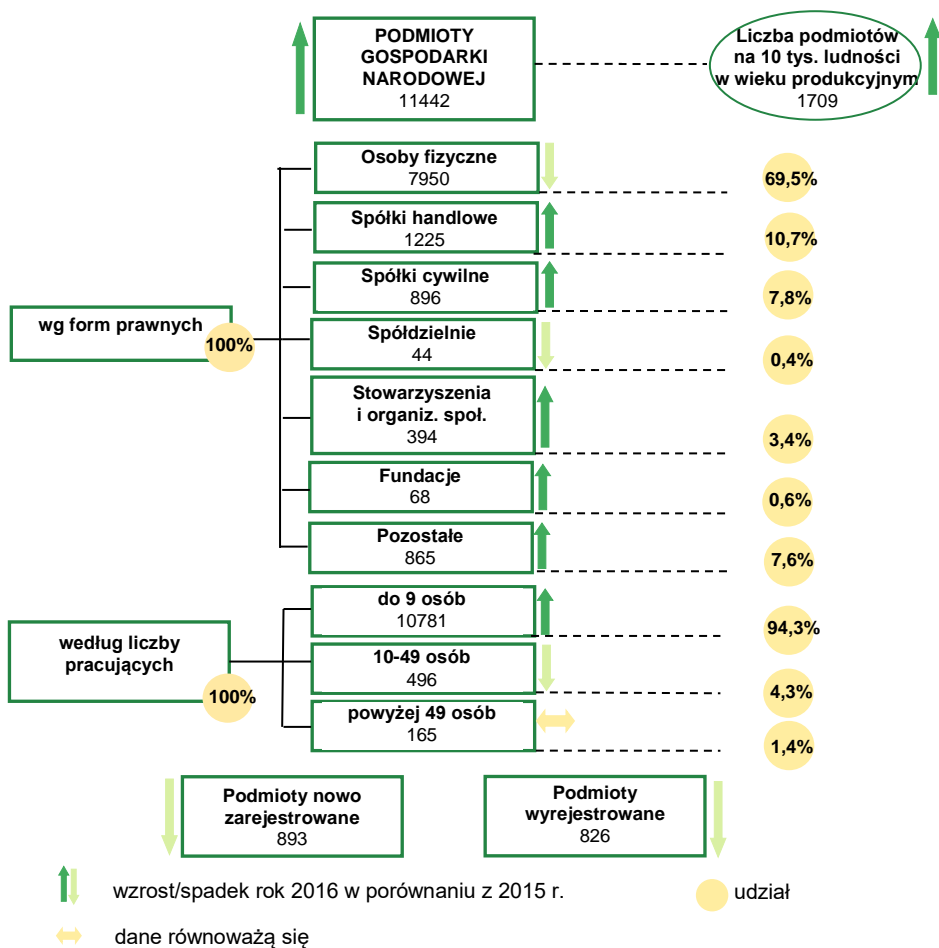 PODMIOTY
GOSPODARKI
NARODOWEJ
11442
Liczba podmiotów
na 10 tys. ludności
w wieku produkcyjnym
1709
Osoby fizyczne
7950
69,5%
Spółki handlowe
1225
10,7%
Spółki cywilne
896
7,8%
wg form prawnych
100%
Spółdzielnie
44
0,4%
Stowarzyszenia
i organiz. społ.
394
3,4%
Fundacje
68
0,6%
Pozostałe
865
7,6%
do 9 osób
10781
94,3%
według liczby
pracujących
100%
10-49 osób
496
4,3%
powyżej 49 osób
165
1,4%
Podmioty nowo
zarejestrowane
893
Podmioty
wyrejestrowane
826
wzrost/spadek rok 2016 w porównaniu z 2015 r.
udział
dane równoważą się